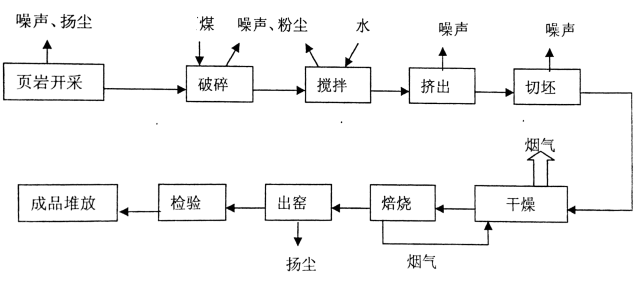 噪声、扬尘
煤
噪声、粉尘
水
噪声
噪声
页岩开采
破碎
搅拌
挤出
切坯
烟气
成品堆放
检验
出窑
焙烧
干燥
扬尘
烟气